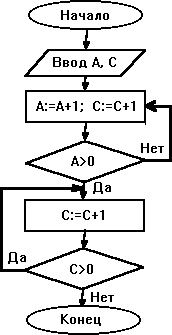 Начало
Ввод A, C
A:=A+1; C:=C+1
A>0
Нет
Да
C:=C+1
Да
C>0
Нет
Конец